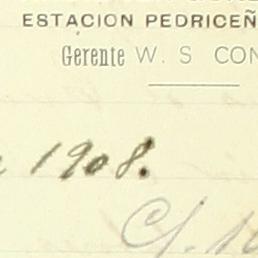 ESTACION PEDRICEÑ
Gerente W. S CON
1908.